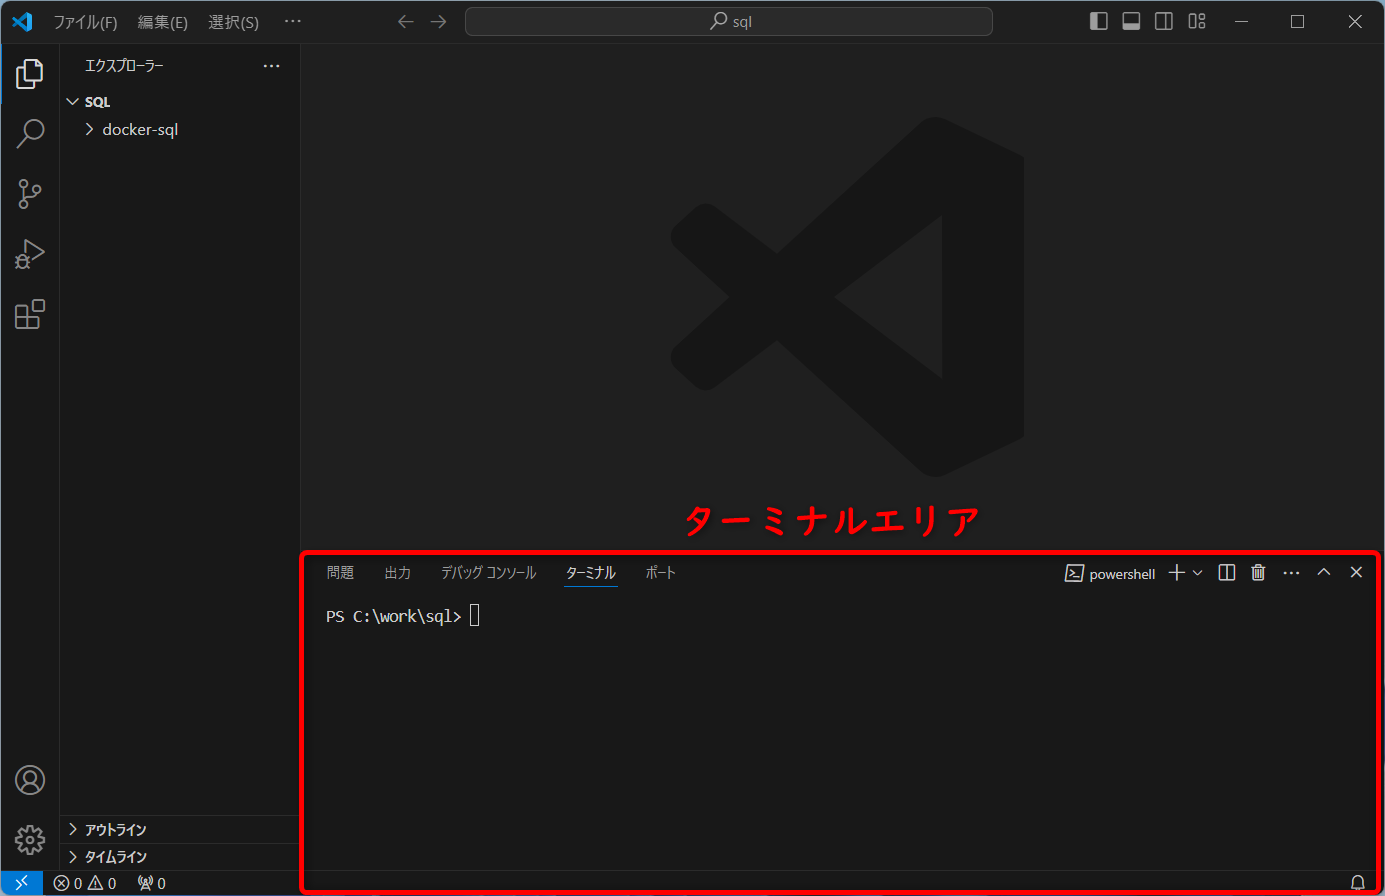 ファイル(F) 編集(E) 選択(S) ··· sql
エクスプローラー ···
SQL
docker-sql
ターミナルエリア
問題 出力 デバッグ コンソール ターミナル ポート powershell ···
PS C:\work\sql>
アウトライン
タイムライン
0 0 0